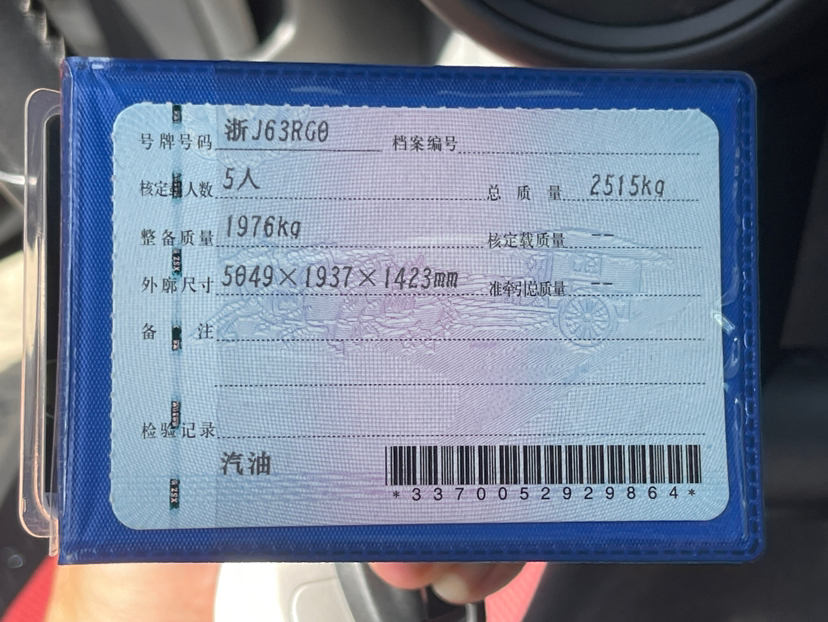 号牌号码 浙J63RG0 档案编号
核定载人数 5人 总质量 2515kg
整备质量 1976kg 核定载质量 --
外廓尺寸 5049×1937×1423mm 准牵引总质量 --
备注
检验记录
汽油
*3370052929864*